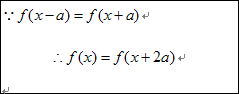 ∵ f(x−a) = f(x+a)↵
∴ f(x) = f(x+2a)↵
↵